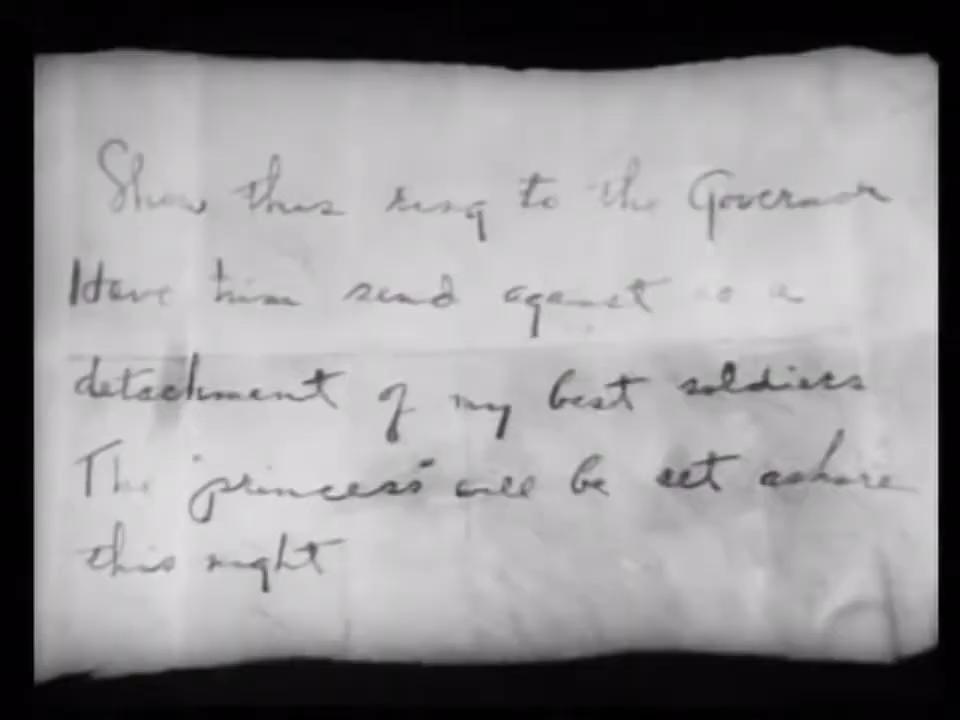 Show this ring to the Governor
Have him send against us a
detachment of my best soldiers
The "princess" will be set ashore
this night